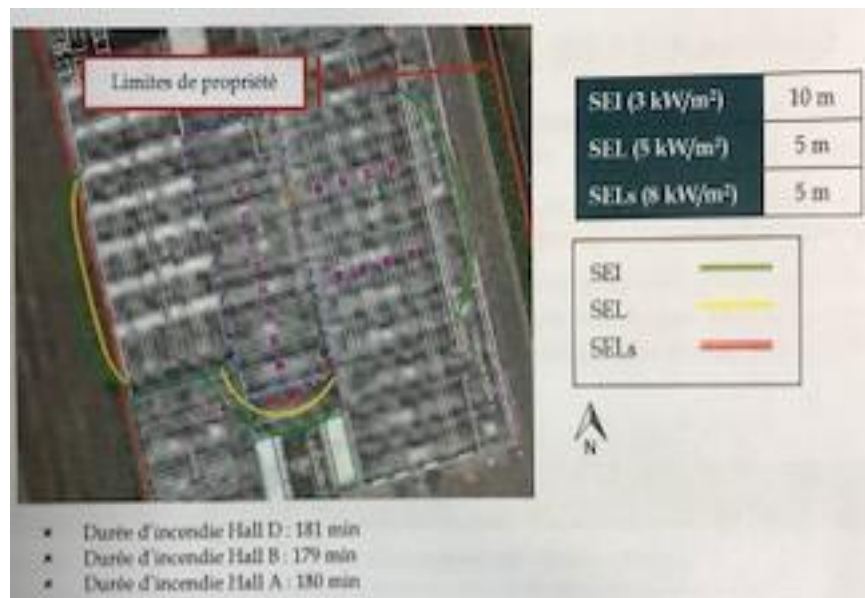 Limites de propriété
SEI (3 kW/m²) 10 m
SEL (5 kW/m²) 5 m
SELs (8 kW/m²) 5 m
SEI
SEL
SELs
N
Durée d'incendie Hall D : 181 min
Durée d'incendie Hall B : 179 min
Durée d'incendie Hall A : 180 min